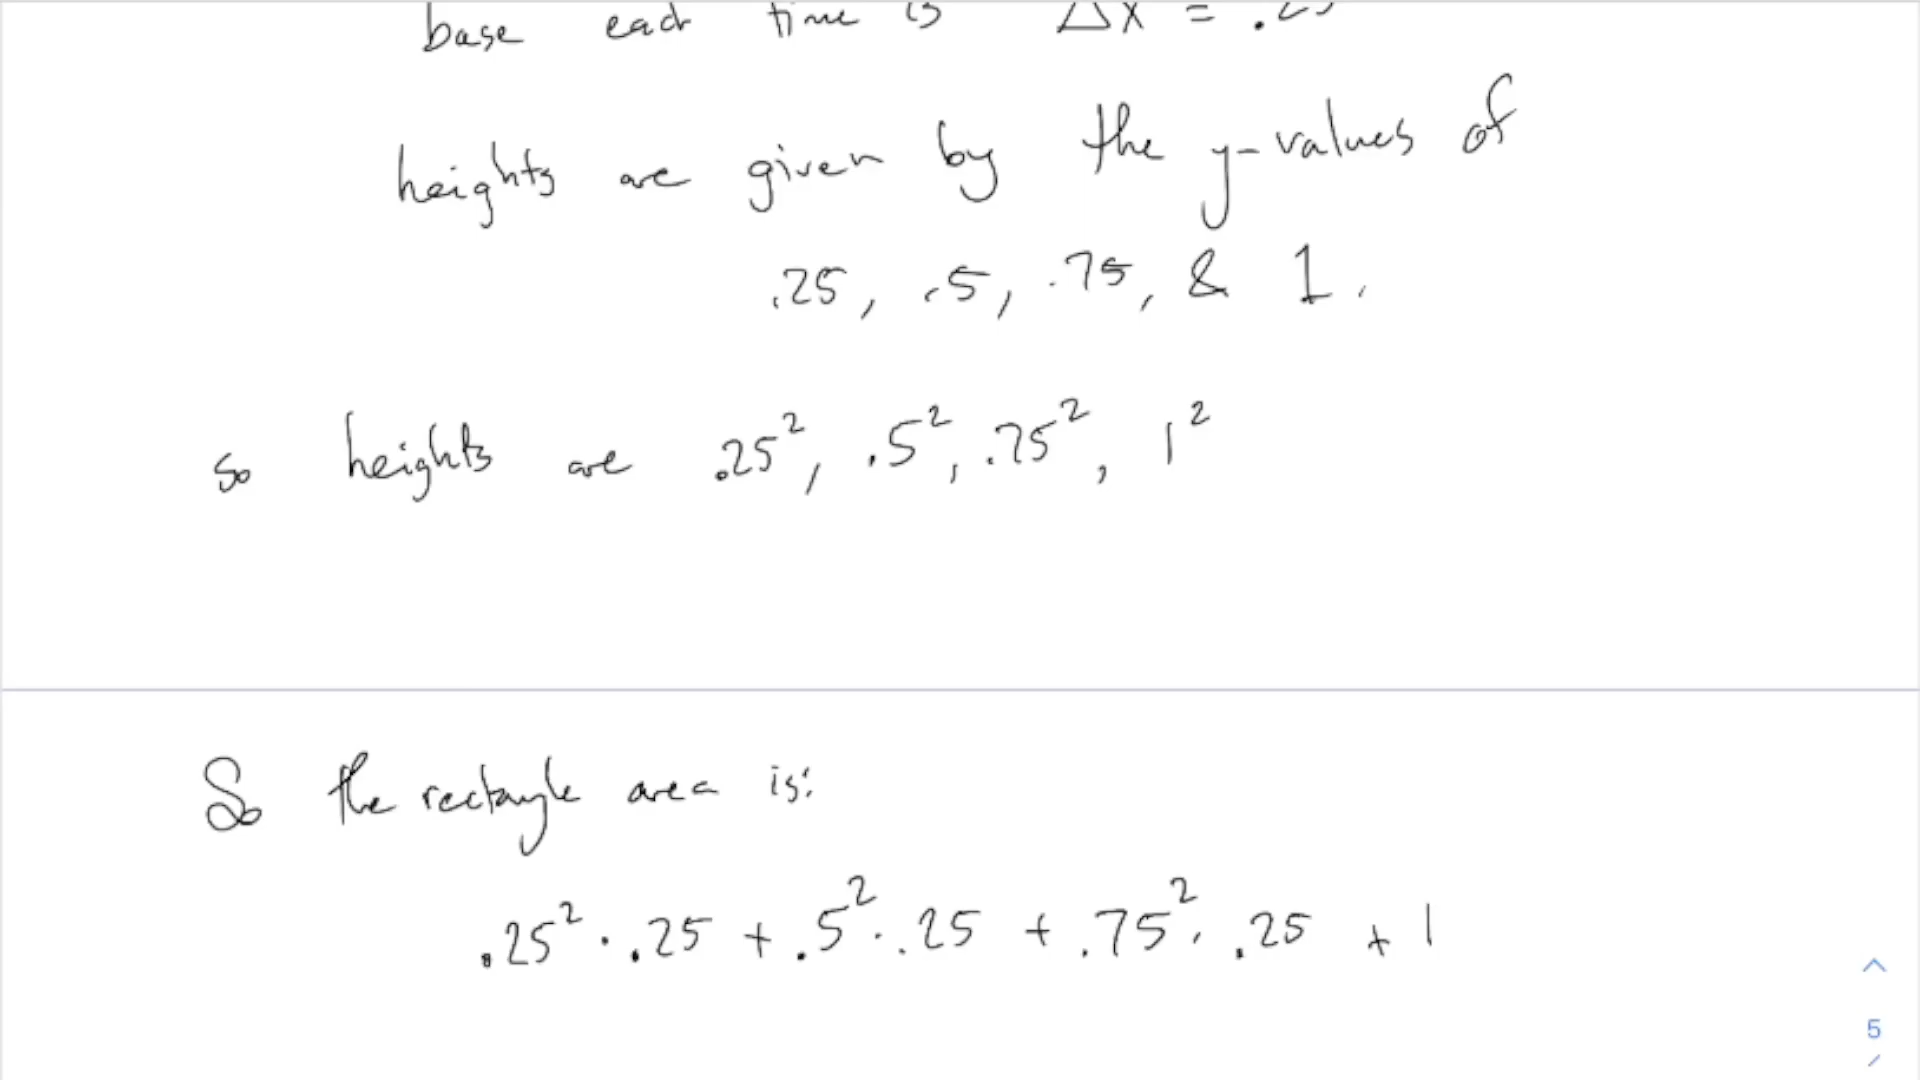 base each time is Δx = .25
heights are given by the y-values of
.25, .5, .75, & 1.
so heights are .25², .5², .75², 1²
So the rectangle area is:
.25² · .25 + .5² · .25 + .75² · .25 + 1
5